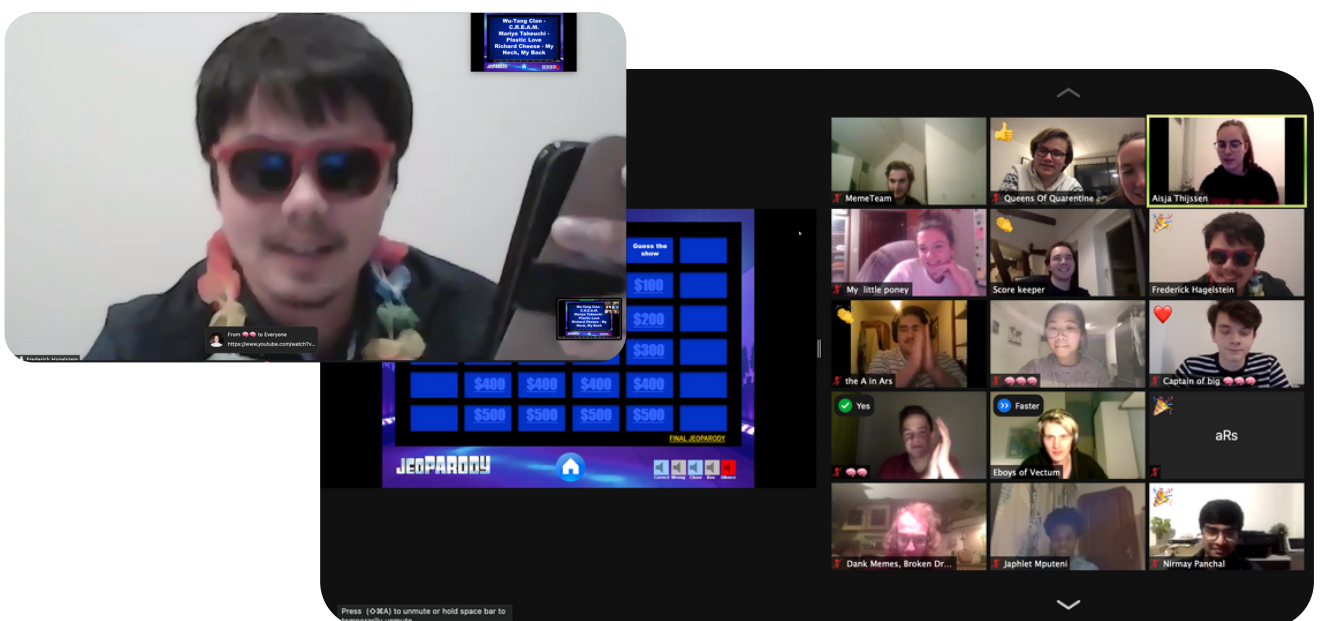 Wu-Tang Clan -
C.R.E.A.M.
Mariya Takeuchi -
Plastic Love
Richard Cheese - My
Neck, My Back
JEOPARODY
From 🧠🧠 to Everyone
https://www.youtube.com/watch?v...
Frederick Hagelstein
Guess the
show
$100
$200
$300
$400 $400 $400 $400
$500 $500 $500 $500
FINAL JEOPARODY
JEOPARODY
Correct Wrong Cheer Boo Silence
Press (⇧⌘A) to unmute or hold space bar to
temporarily unmute
MemeTeam
Queens Of Quarentine
Aisja Thijssen
My little poney
Score keeper
Frederick Hagelstein
the A in Ars
🧠🧠🧠
Captain of big 🧠🧠🧠
Yes
🧠🧠
Faster
Eboys of Vectum
aRs
Dank Memes, Broken Dr...
Japhlet Mputeni
Nirmay Panchal